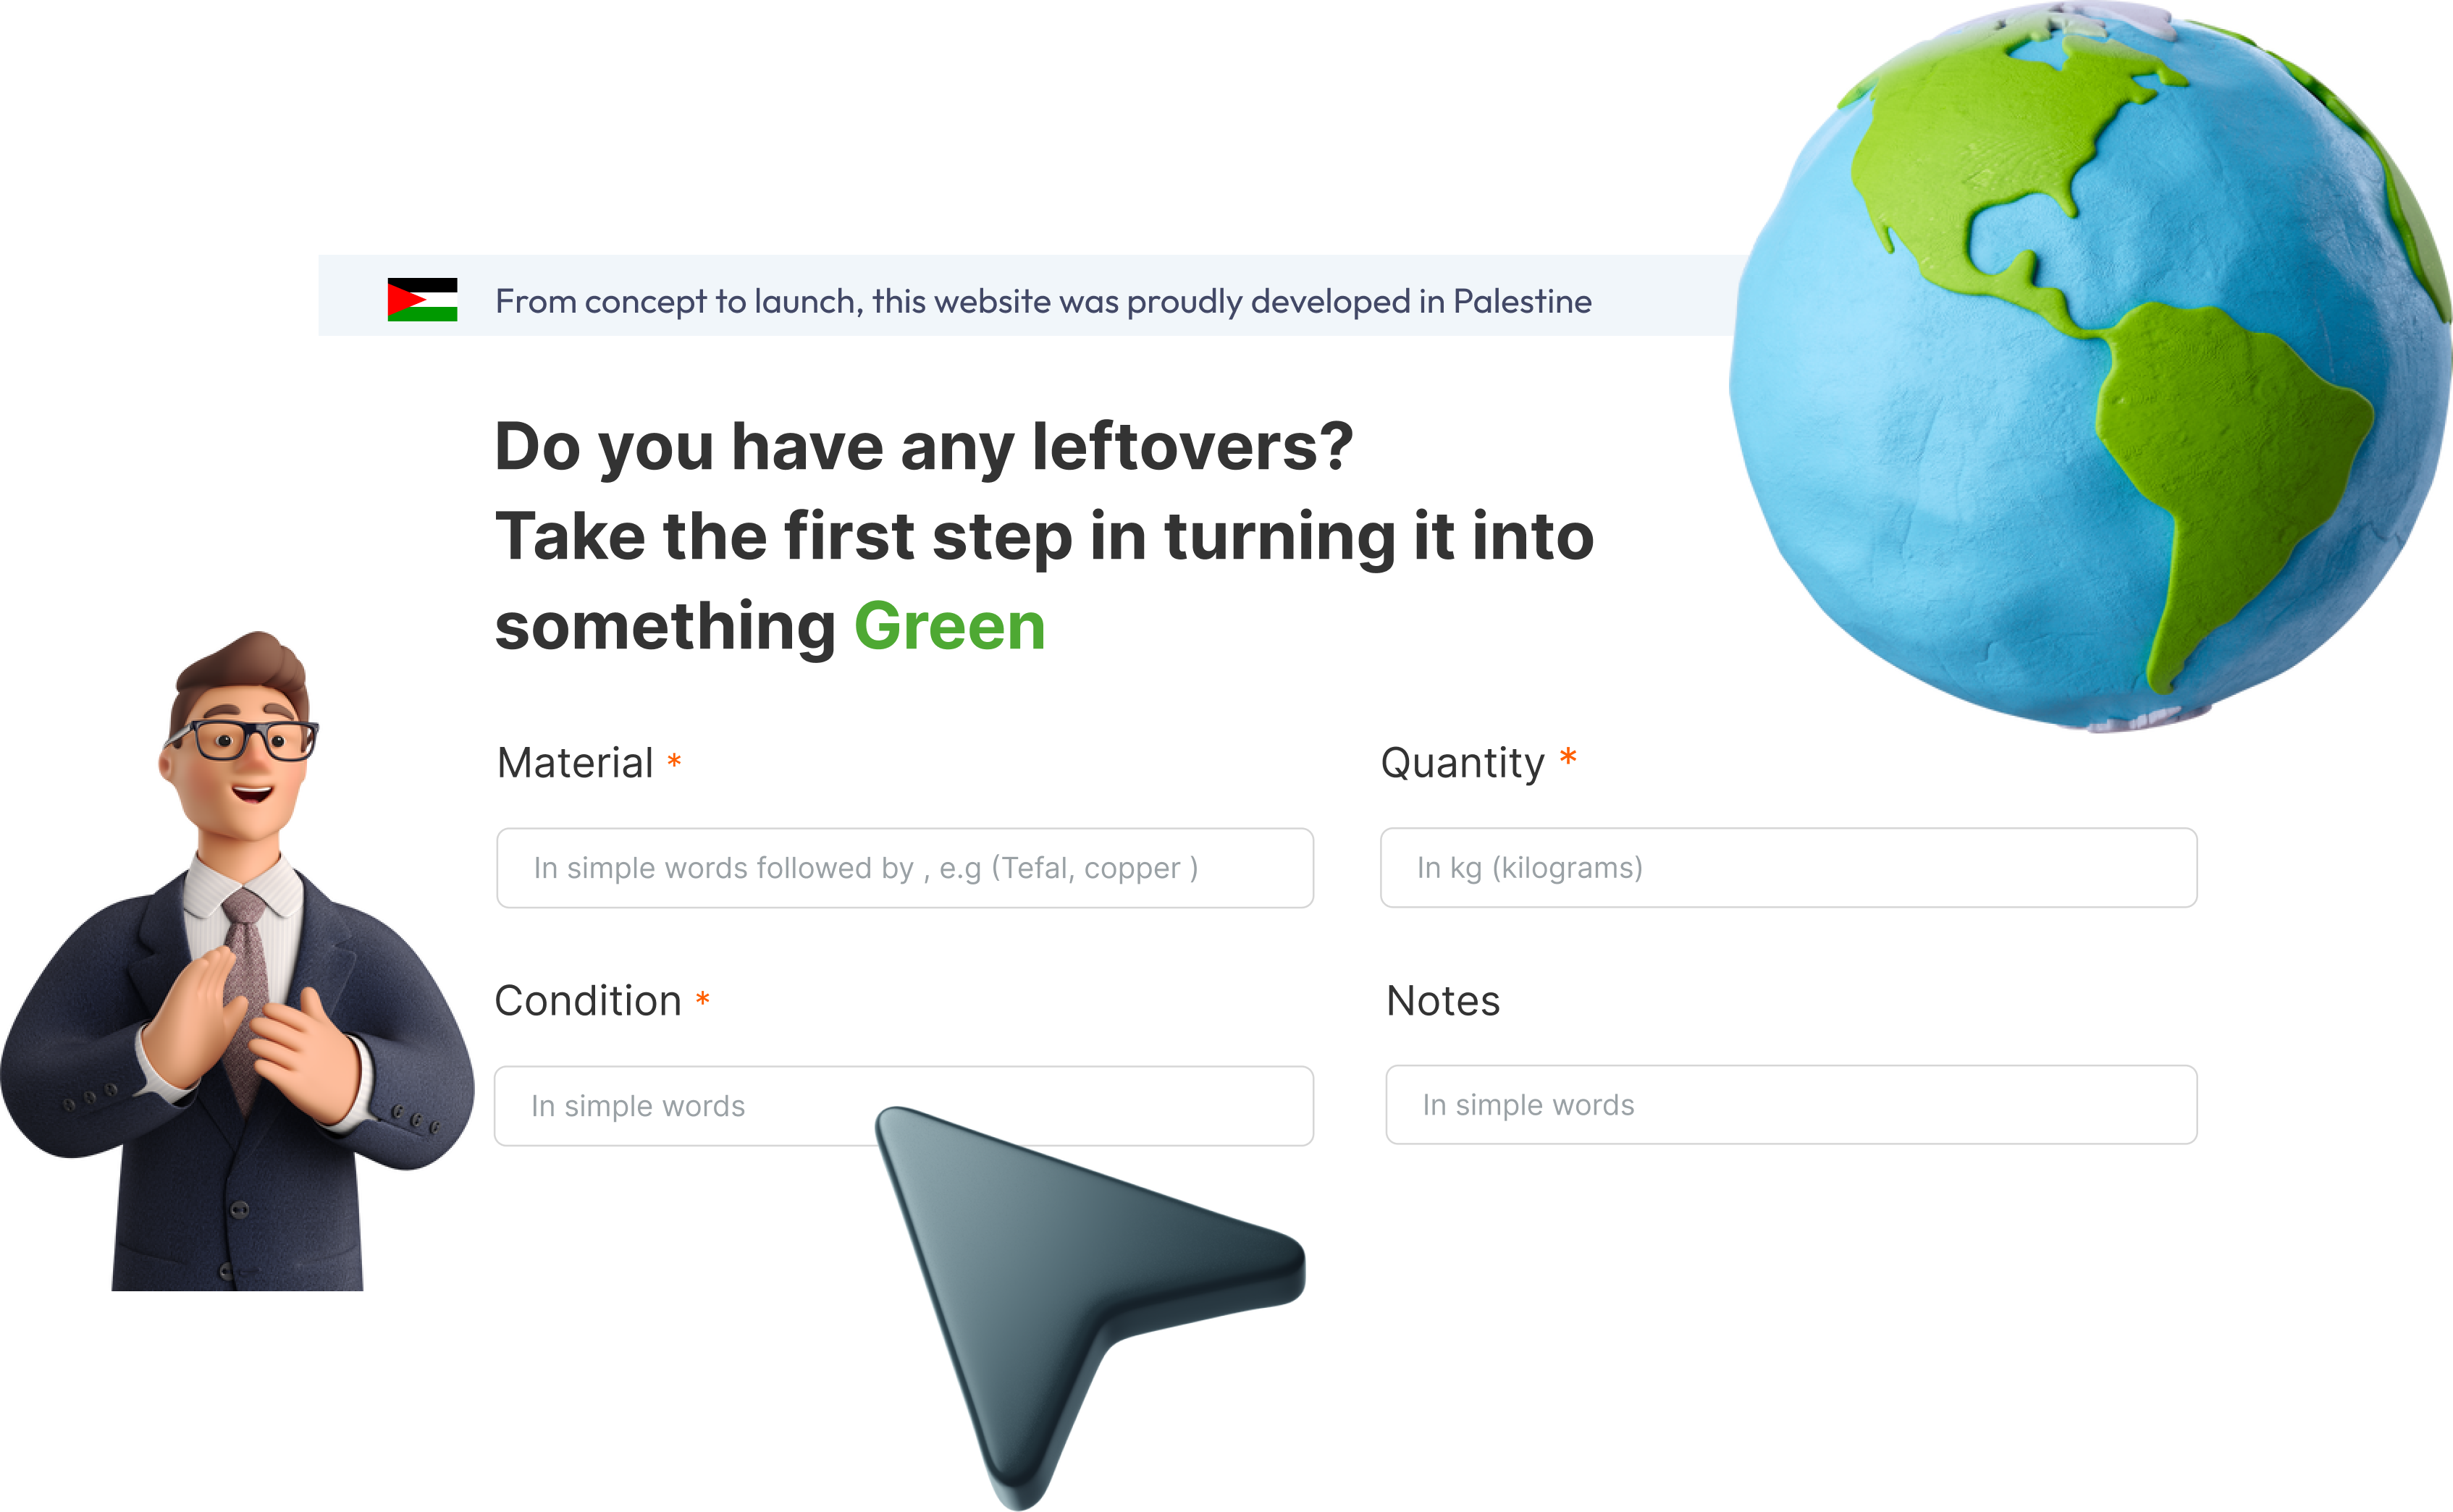 From concept to launch, this website was proudly developed in Palestine
Do you have any leftovers?
Take the first step in turning it into
something Green
Material *
Quantity *
In simple words followed by , e.g (Tefal, copper )
In kg (kilograms)
Condition *
Notes
In simple words
In simple words